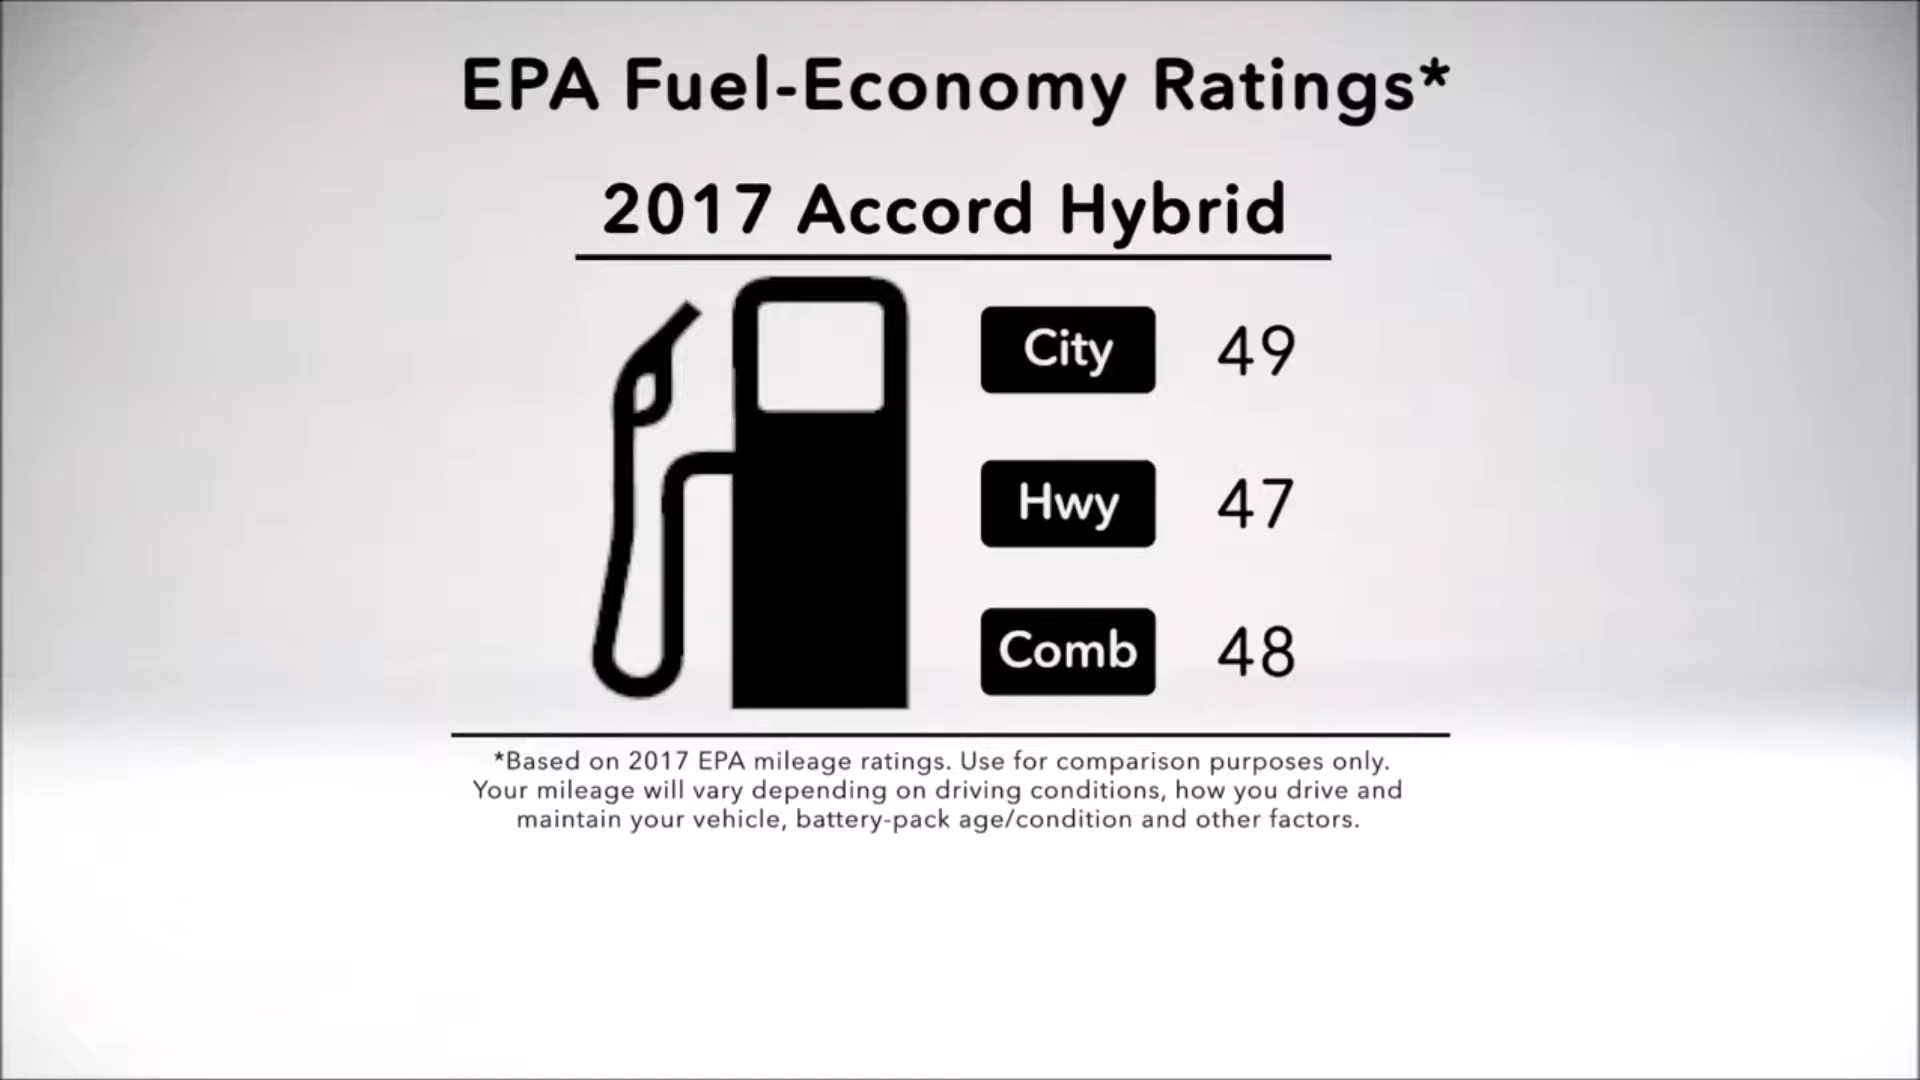 EPA Fuel-Economy Ratings*
2017 Accord Hybrid
City 49
Hwy 47
Comb 48
*Based on 2017 EPA mileage ratings. Use for comparison purposes only.
Your mileage will vary depending on driving conditions, how you drive and
maintain your vehicle, battery-pack age/condition and other factors.